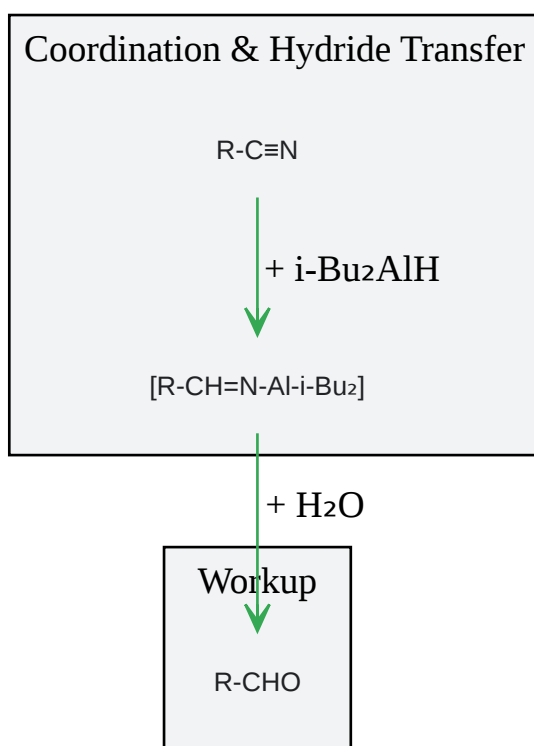 Coordination & Hydride Transfer
R-C≡N
+ i-Bu₂AlH
[R-CH=N-Al-i-Bu₂]
+ H₂O
Workup
R-CHO